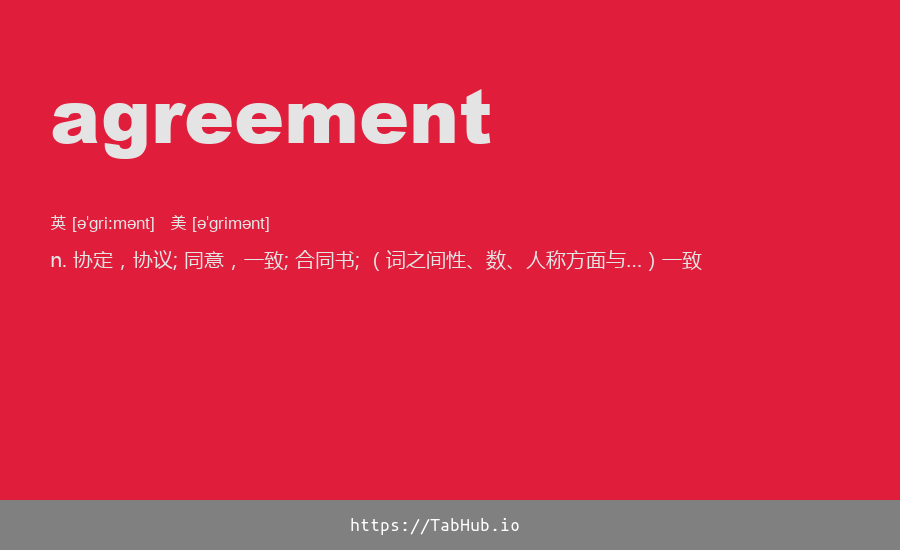 agreement
英 [əˈgriːmənt] 美 [əˈgrimənt]
n. 协定，协议; 同意，一致; 合同书; （词之间性、数、人称方面与...）一致
https://TabHub.io